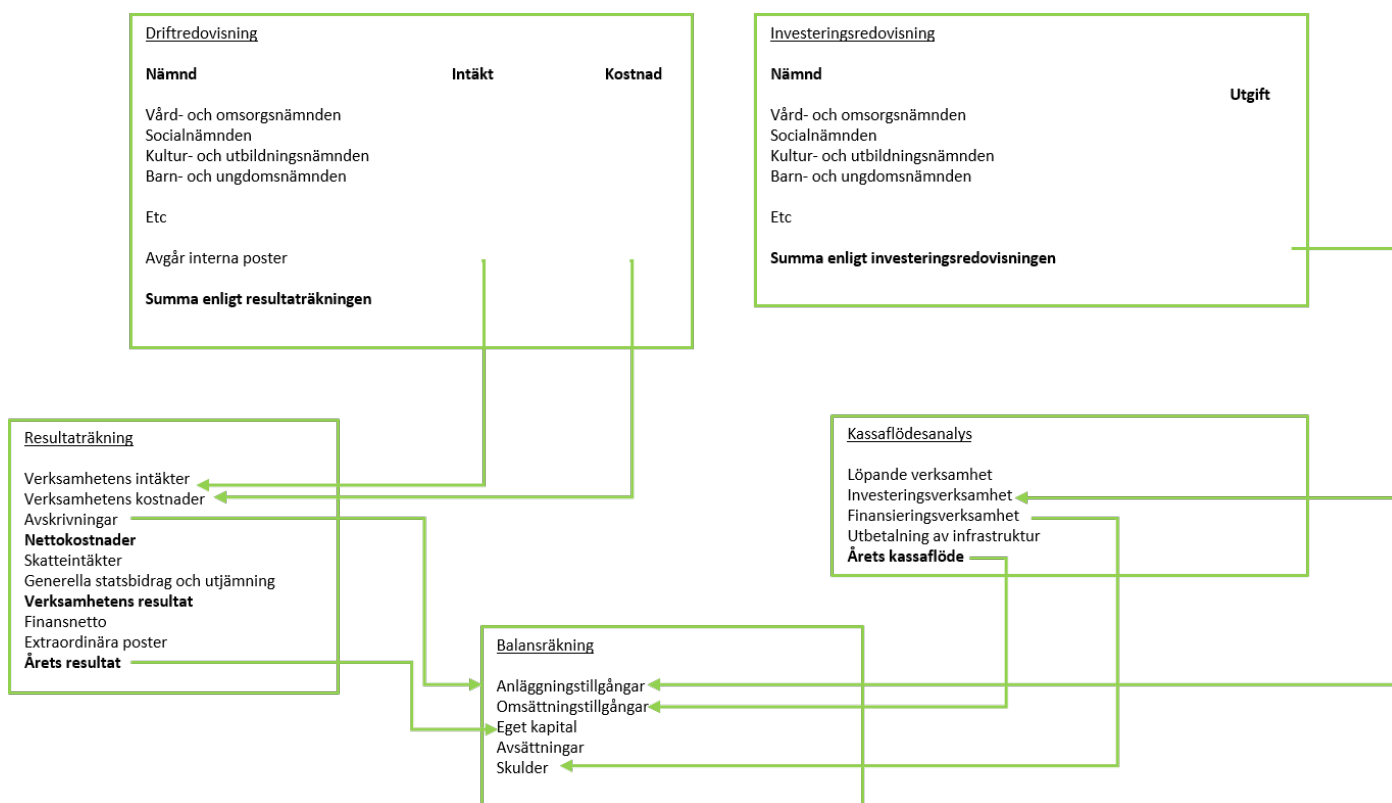 Driftredovisning
Nämnd Intäkt Kostnad
Vård- och omsorgsnämnden
Socialnämnden
Kultur- och utbildningsnämnden
Barn- och ungdomsnämnden
Etc
Avgår interna poster
Summa enligt resultaträkningen
Investeringsredovisning
Nämnd
Utgift
Vård- och omsorgsnämnden
Socialnämnden
Kultur- och utbildningsnämnden
Barn- och ungdomsnämnden
Etc
Summa enligt investeringsredovisningen
Resultaträkning
Verksamhetens intäkter
Verksamhetens kostnader
Avskrivningar
Nettokostnader
Skatteintäkter
Generella statsbidrag och utjämning
Verksamhetens resultat
Finansnetto
Extraordinära poster
Årets resultat
Kassaflödesanalys
Löpande verksamhet
Investeringsverksamhet
Finansieringsverksamhet
Utbetalning av infrastruktur
Årets kassaflöde
Balansräkning
Anläggningstillgångar
Omsättningstillgångar
Eget kapital
Avsättningar
Skulder